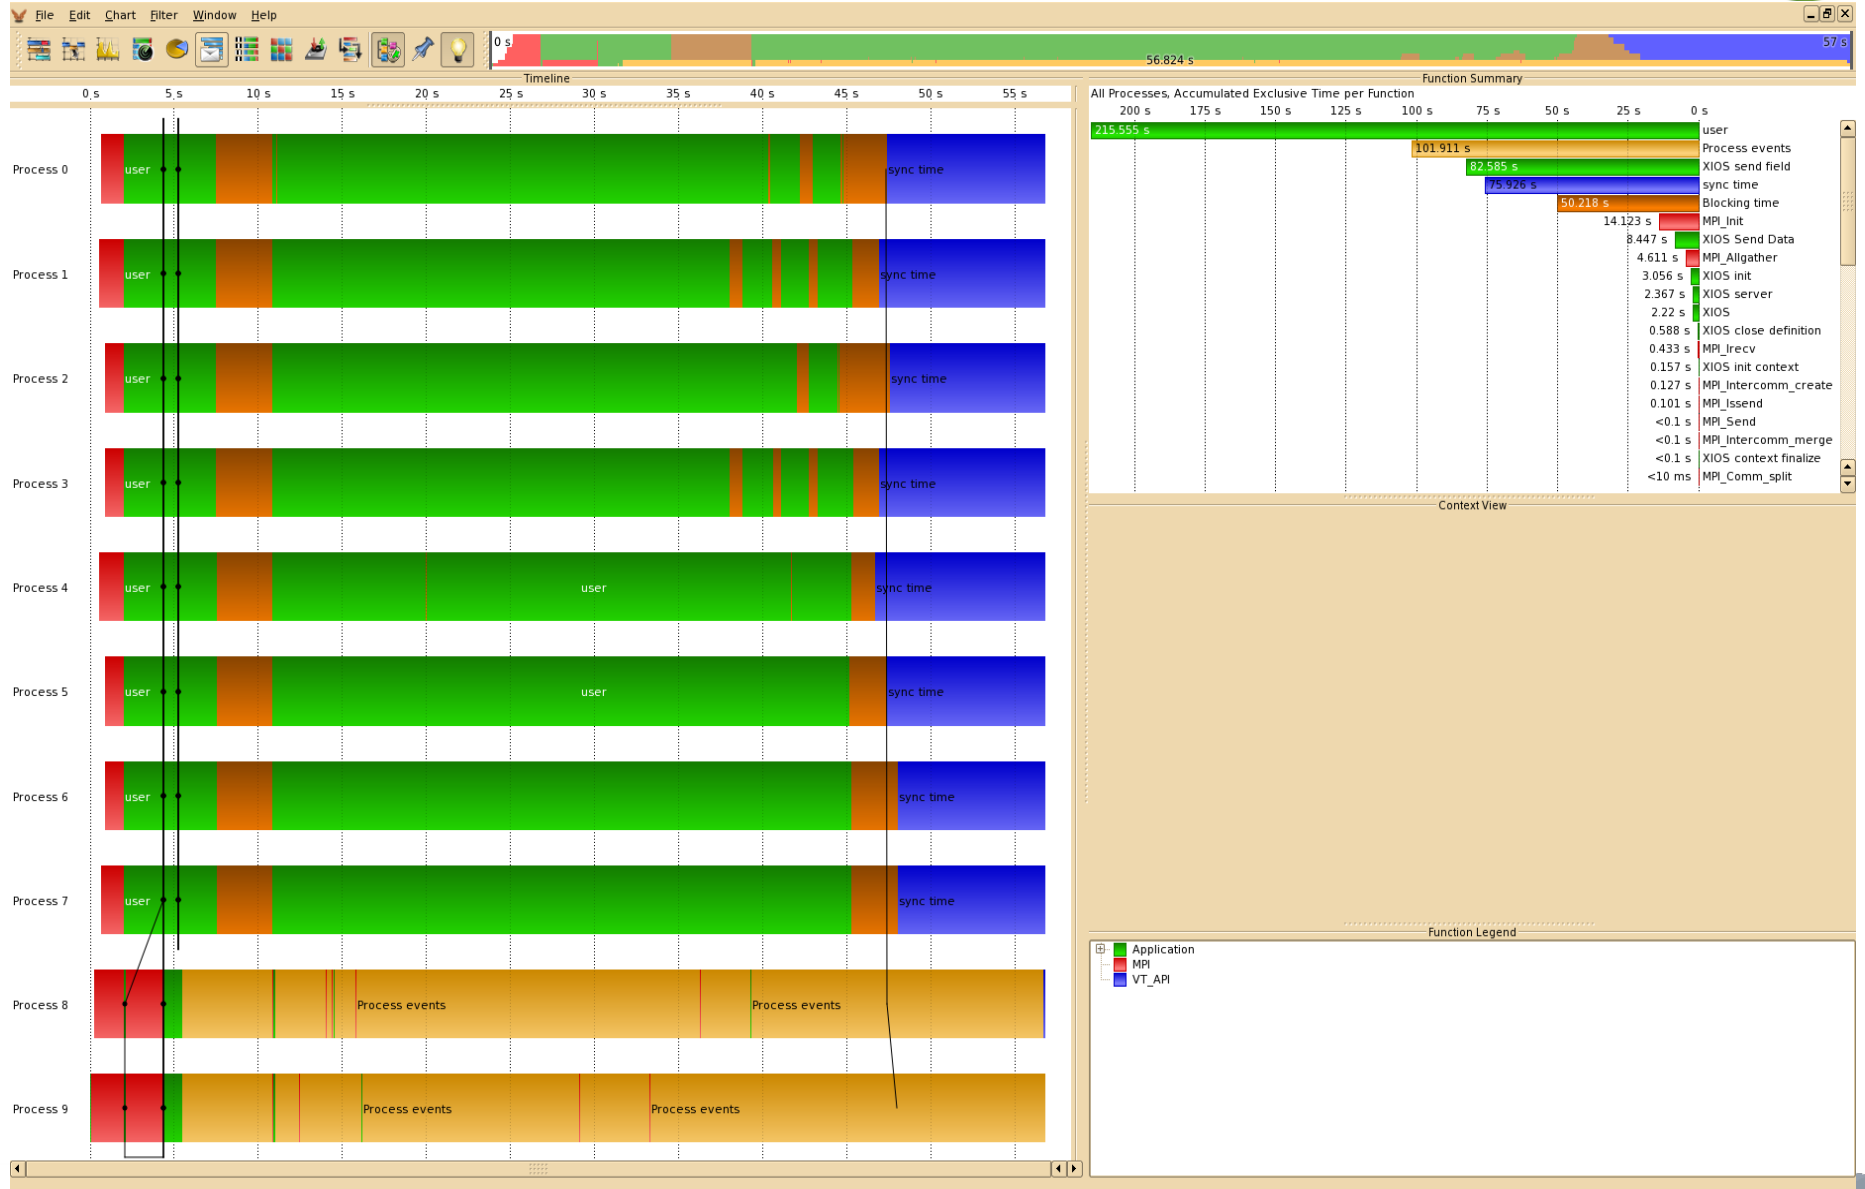 File Edit Chart Filter Window Help
0 s
57 s
56.824 s
Timeline
0 s 5 s 10 s 15 s 20 s 25 s 30 s 35 s 40 s 45 s 50 s 55 s
Process 0 user sync time
Process 1 user sync time
Process 2 user sync time
Process 3 user sync time
Process 4 user user sync time
Process 5 user user sync time
Process 6 user sync time
Process 7 user sync time
Process 8 Process events Process events
Process 9 Process events Process events
Function Summary
All Processes, Accumulated Exclusive Time per Function
200 s 175 s 150 s 125 s 100 s 75 s 50 s 25 s 0 s
215.555 s user
101.911 s Process events
82.585 s XIOS send field
75.926 s sync time
50.218 s Blocking time
14.123 s MPI_Init
8.447 s XIOS Send Data
4.611 s MPI_Allgather
3.056 s XIOS init
2.367 s XIOS server
2.22 s XIOS
0.588 s XIOS close definition
0.433 s MPI_Irecv
0.157 s XIOS init context
0.127 s MPI_Intercomm_create
0.101 s MPI_Issend
<0.1 s MPI_Send
<0.1 s MPI_Intercomm_merge
<0.1 s XIOS context finalize
<10 ms MPI_Comm_split
Context View
Function Legend
Application
MPI
VT_API